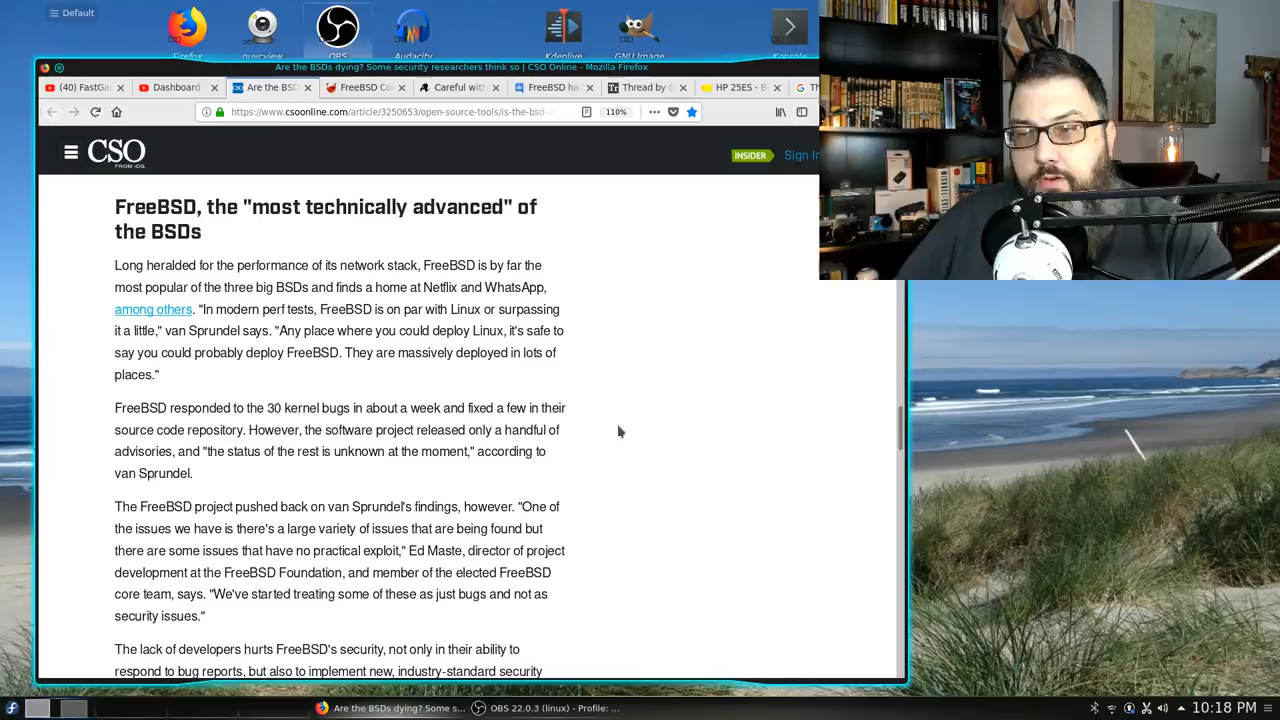 Default
Firefox
guvcview
OBS
Audacity
Kdenlive
GNU Image
Konsole
Are the BSDs dying? Some security researchers think so | CSO Online - Mozilla Firefox
(40) FastGa
Dashboard
Are the BSD
FreeBSD Co
Careful with
FreeBSD ha
Thread by
HP 25ES - B
https://www.csoonline.com/article/3250653/open-source-tools/is-the-bsd-
110%
CSO
FROM IDG
INSIDER
Sign In
FreeBSD, the "most technically advanced" of
the BSDs
Long heralded for the performance of its network stack, FreeBSD is by far the
most popular of the three big BSDs and finds a home at Netflix and WhatsApp,
among others. "In modern perf tests, FreeBSD is on par with Linux or surpassing
it a little," van Sprundel says. "Any place where you could deploy Linux, it's safe to
say you could probably deploy FreeBSD. They are massively deployed in lots of
places."
FreeBSD responded to the 30 kernel bugs in about a week and fixed a few in their
source code repository. However, the software project released only a handful of
advisories, and "the status of the rest is unknown at the moment," according to
van Sprundel.
The FreeBSD project pushed back on van Sprundel's findings, however. "One of
the issues we have is there's a large variety of issues that are being found but
there are some issues that have no practical exploit," Ed Maste, director of project
development at the FreeBSD Foundation, and member of the elected FreeBSD
core team, says. "We've started treating some of these as just bugs and not as
security issues."
The lack of developers hurts FreeBSD's security, not only in their ability to
respond to bug reports, but also to implement new, industry-standard security
Are the BSDs dying? Some s...
OBS 22.0.3 (linux) - Profile: ...
10:18 PM